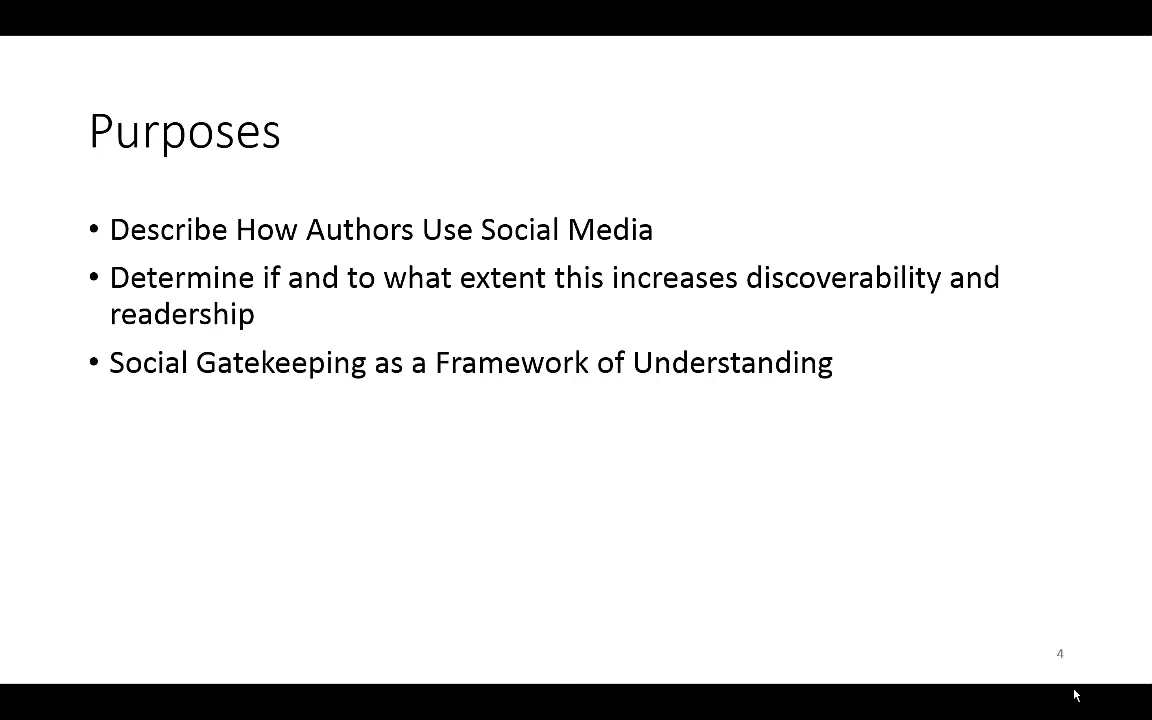 Purposes
• Describe How Authors Use Social Media
• Determine if and to what extent this increases discoverability and
readership
• Social Gatekeeping as a Framework of Understanding
4